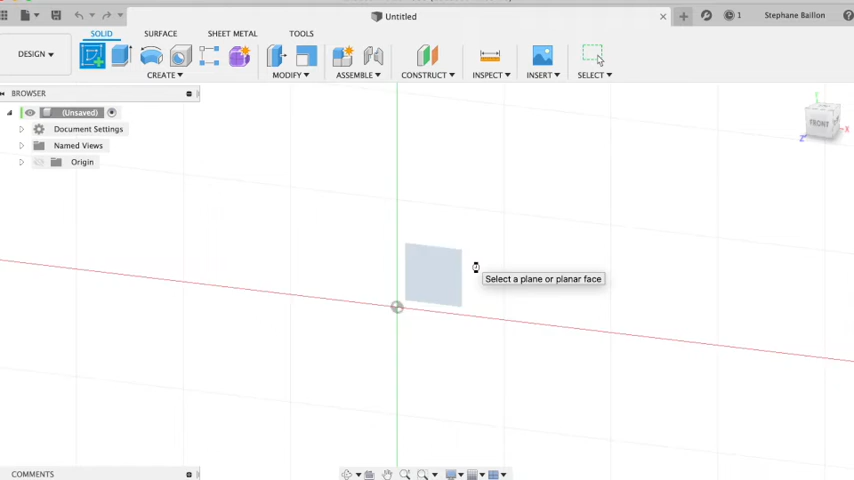 Untitled
1
Stephane Baillon
DESIGN
SOLID
SURFACE
SHEET METAL
TOOLS
CREATE
MODIFY
ASSEMBLE
CONSTRUCT
INSPECT
INSERT
SELECT
BROWSER
(Unsaved)
Document Settings
Named Views
Origin
Y
FRONT
X
Z
Select a plane or planar face
COMMENTS